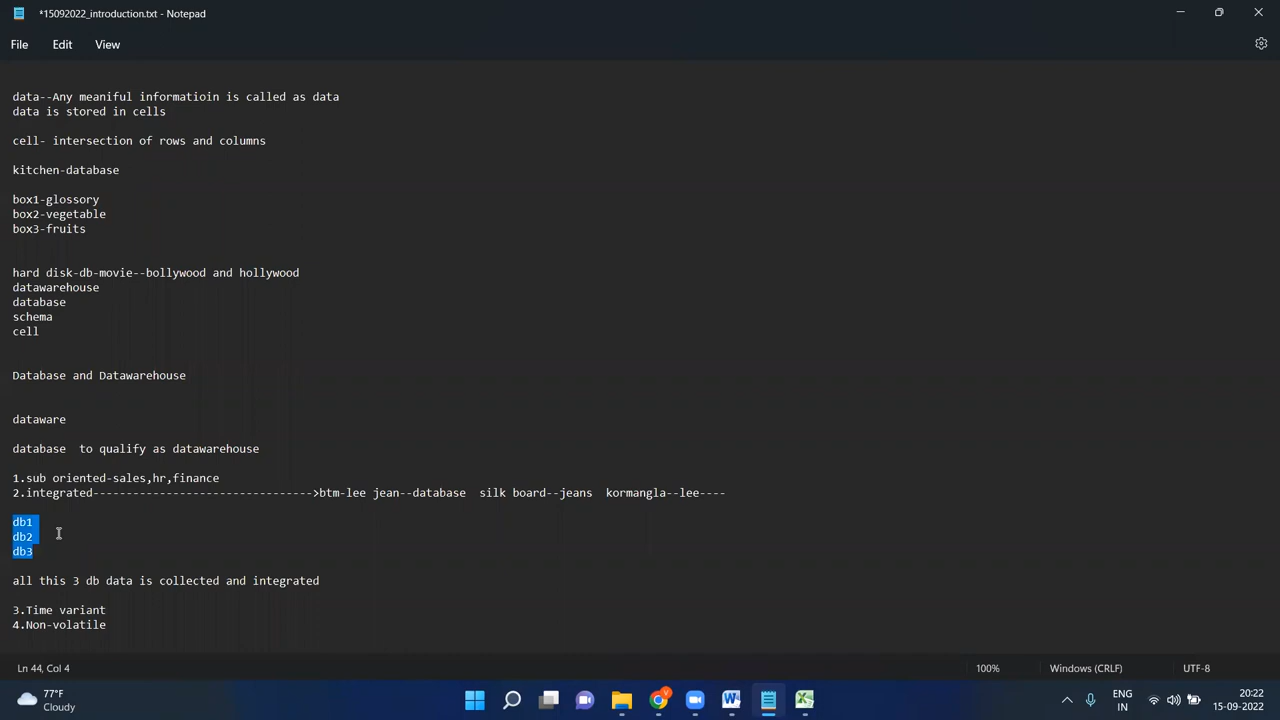 *15092022_introduction.txt - Notepad
File Edit View
data--Any meaniful informatioin is called as data
data is stored in cells
cell- intersection of rows and columns
kitchen-database
box1-glossory
box2-vegetable
box3-fruits
hard disk-db-movie--bollywood and hollywood
datawarehouse
database
schema
cell
Database and Datawarehouse
dataware
database  to qualify as datawarehouse
1.sub oriented-sales,hr,finance
2.integrated--------------------------------->btm-lee jean--database  silk board--jeans  kormangla--lee----
db1
db2
db3
all this 3 db data is collected and integrated
3.Time variant
4.Non-volatile
Ln 44, Col 4 100% Windows (CRLF) UTF-8
77°F
Cloudy
ENG
IN
20:22
15-09-2022